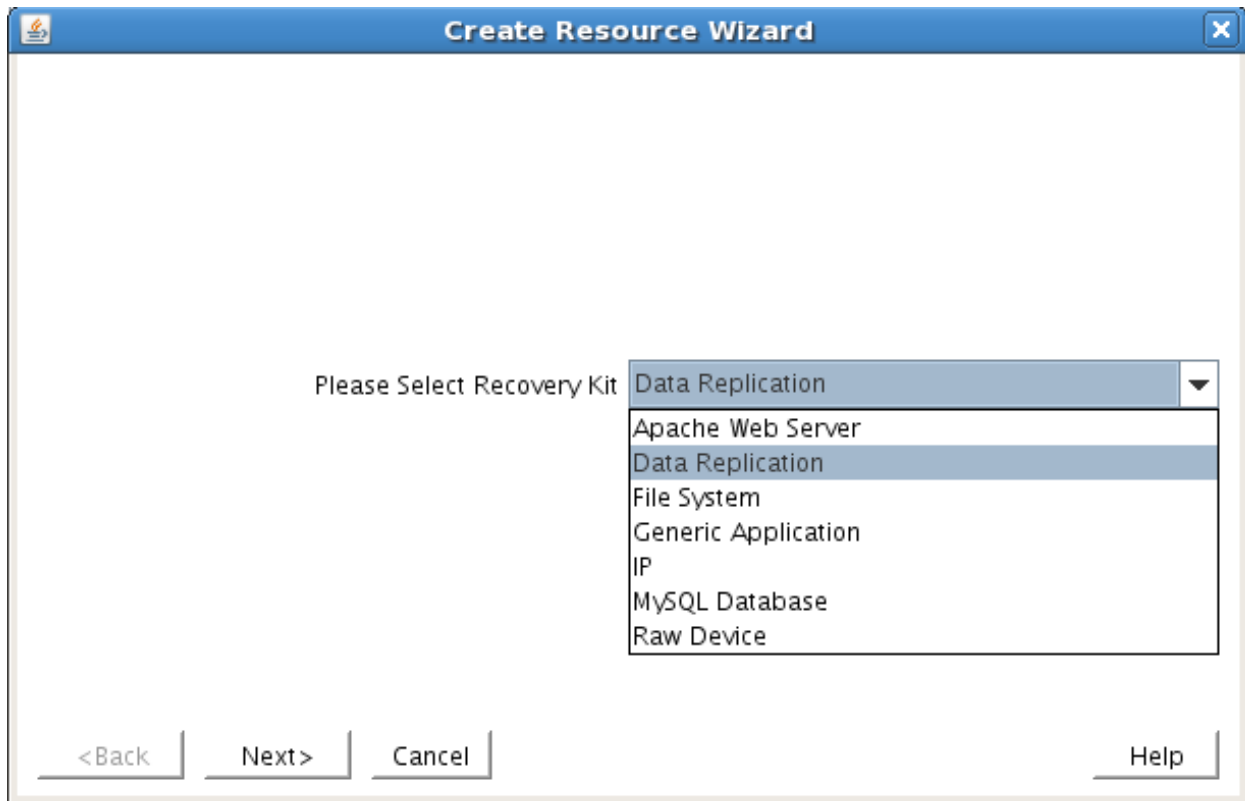 Create Resource Wizard
Please Select Recovery Kit Data Replication
Apache Web Server
Data Replication
File System
Generic Application
IP
MySQL Database
Raw Device
<Back Next> Cancel Help